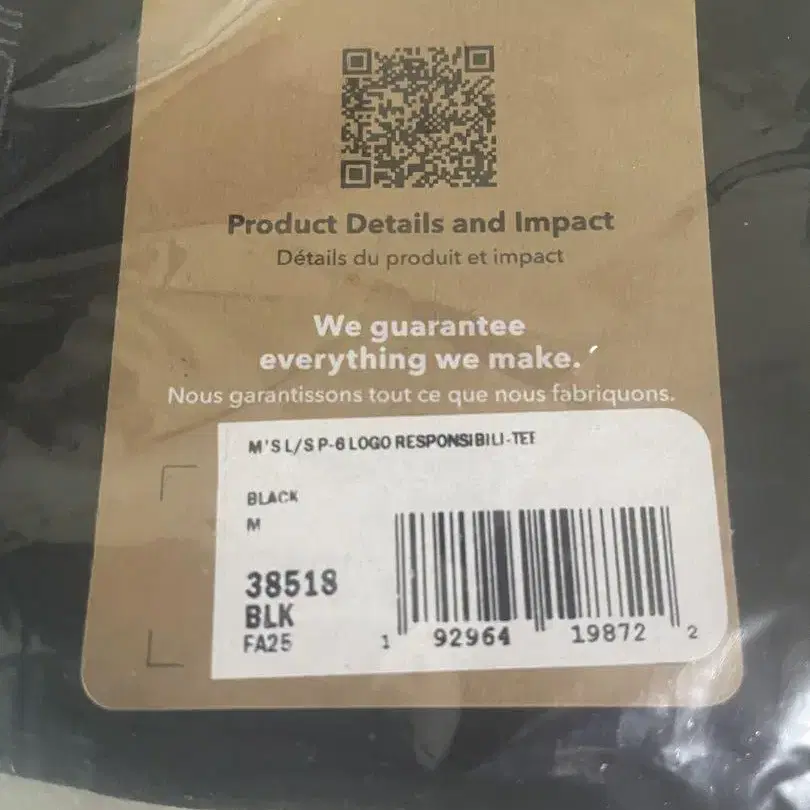 Product Details and Impact
Détails du produit et impact
We guarantee
everything we make.
Nous garantissons tout ce que nous fabriquons.
M'S L/S P-6 LOGO RESPONSIBILI-TEE
BLACK
M
38518
BLK
FA25
1 92964 19872 2